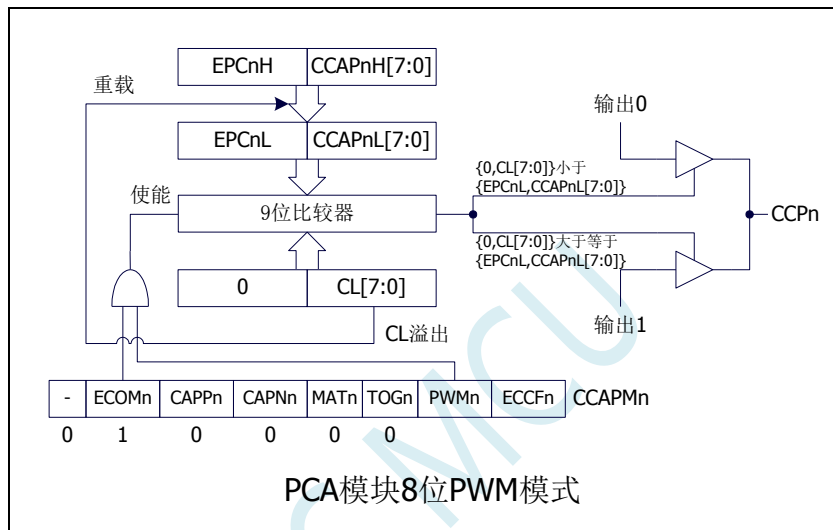 EPCnH CCAPnH[7:0]
重载
输出0
EPCnL CCAPnL[7:0]
{0,CL[7:0]}小于
{EPCnL,CCAPnL[7:0]}
使能
9位比较器
CCPn
{0,CL[7:0]}大于等于
{EPCnL,CCAPnL[7:0]}
0 CL[7:0]
输出1
CL溢出
- ECOMn CAPPn CAPNn MATn TOGn PWMn ECCFn CCAPMn
0 1 0 0 0 0
PCA模块8位PWM模式
MCU